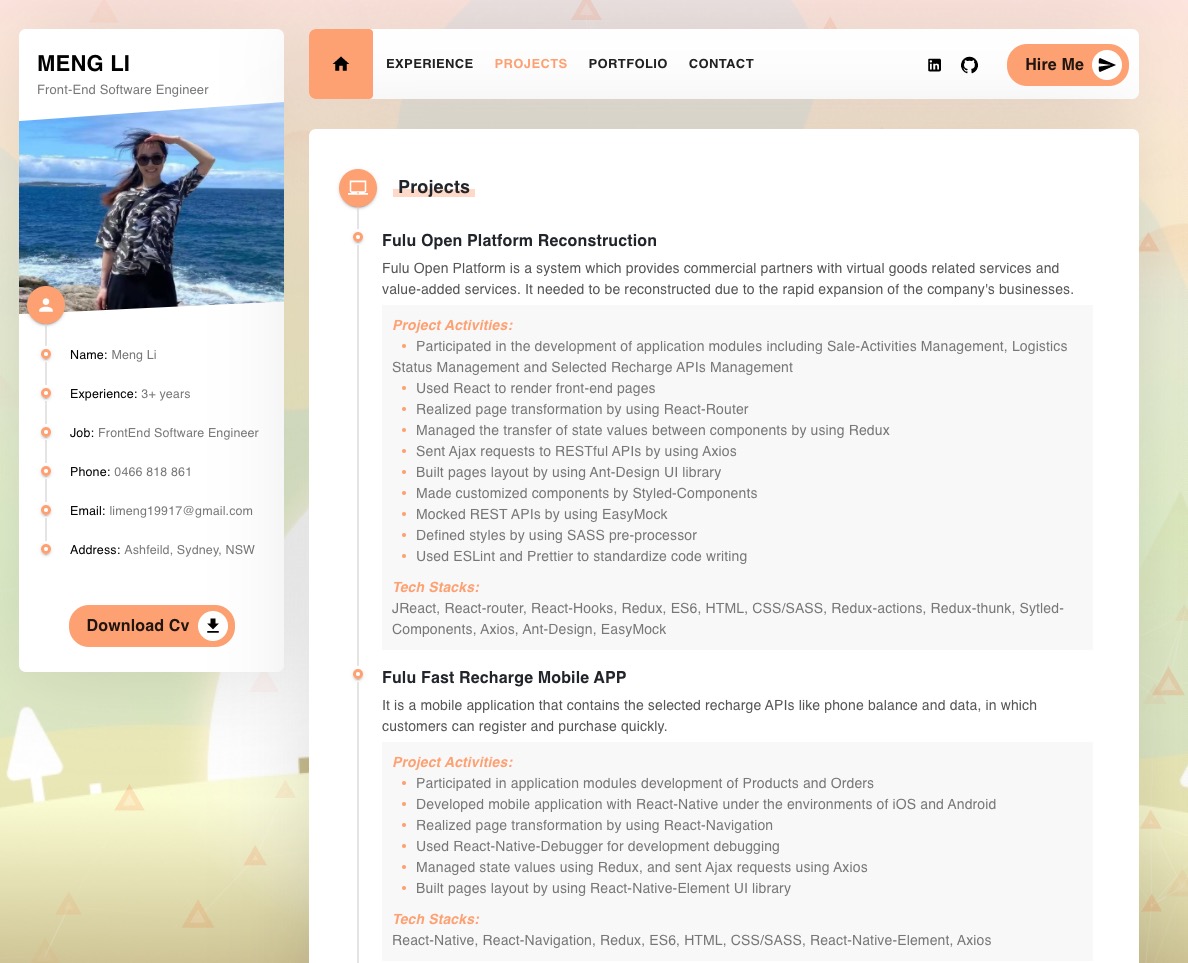 MENG LI
Front-End Software Engineer
Name: Meng Li
Experience: 3+ years
Job: FrontEnd Software Engineer
Phone: 0466 818 861
Email: limeng19917@gmail.com
Address: Ashfeild, Sydney, NSW
Download Cv
EXPERIENCE PROJECTS PORTFOLIO CONTACT
Hire Me
Projects
Fulu Open Platform Reconstruction
Fulu Open Platform is a system which provides commercial partners with virtual goods related services and
value-added services. It needed to be reconstructed due to the rapid expansion of the company's businesses.
Project Activities:
• Participated in the development of application modules including Sale-Activities Management, Logistics
Status Management and Selected Recharge APIs Management
• Used React to render front-end pages
• Realized page transformation by using React-Router
• Managed the transfer of state values between components by using Redux
• Sent Ajax requests to RESTful APIs by using Axios
• Built pages layout by using Ant-Design UI library
• Made customized components by Styled-Components
• Mocked REST APIs by using EasyMock
• Defined styles by using SASS pre-processor
• Used ESLint and Prettier to standardize code writing
Tech Stacks:
JReact, React-router, React-Hooks, Redux, ES6, HTML, CSS/SASS, Redux-actions, Redux-thunk, Sytled-
Components, Axios, Ant-Design, EasyMock
Fulu Fast Recharge Mobile APP
It is a mobile application that contains the selected recharge APIs like phone balance and data, in which
customers can register and purchase quickly.
Project Activities:
• Participated in application modules development of Products and Orders
• Developed mobile application with React-Native under the environments of iOS and Android
• Realized page transformation by using React-Navigation
• Used React-Native-Debugger for development debugging
• Managed state values using Redux, and sent Ajax requests using Axios
• Built pages layout by using React-Native-Element UI library
Tech Stacks:
React-Native, React-Navigation, Redux, ES6, HTML, CSS/SASS, React-Native-Element, Axios